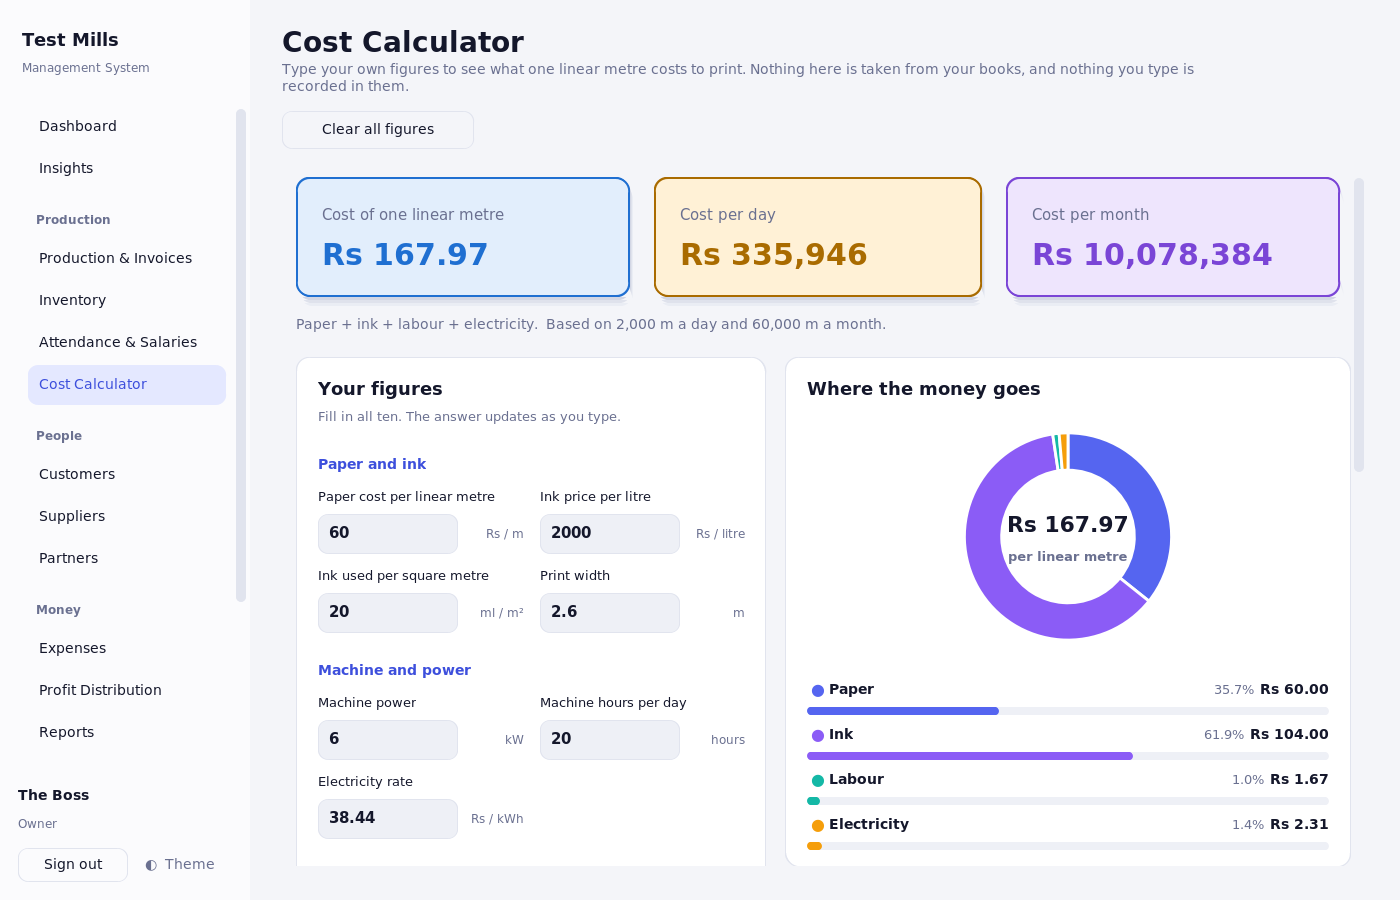 Test Mills
Management System
Dashboard
Insights
Production
Production & Invoices
Inventory
Attendance & Salaries
Cost Calculator
People
Customers
Suppliers
Partners
Money
Expenses
Profit Distribution
Reports
The Boss
Owner
Sign out
◐ Theme
Cost Calculator
Type your own figures to see what one linear metre costs to print. Nothing here is taken from your books, and nothing you type is
recorded in them.
Clear all figures
Cost of one linear metre
Rs 167.97
Cost per day
Rs 335,946
Cost per month
Rs 10,078,384
Paper + ink + labour + electricity.  Based on 2,000 m a day and 60,000 m a month.
Your figures
Fill in all ten. The answer updates as you type.
Paper and ink
Paper cost per linear metre
60 Rs / m
Ink price per litre
2000 Rs / litre
Ink used per square metre
20 ml / m²
Print width
2.6 m
Machine and power
Machine power
6 kW
Machine hours per day
20 hours
Electricity rate
38.44 Rs / kWh
Where the money goes
Rs 167.97
per linear metre
Paper 35.7% Rs 60.00
Ink 61.9% Rs 104.00
Labour 1.0% Rs 1.67
Electricity 1.4% Rs 2.31